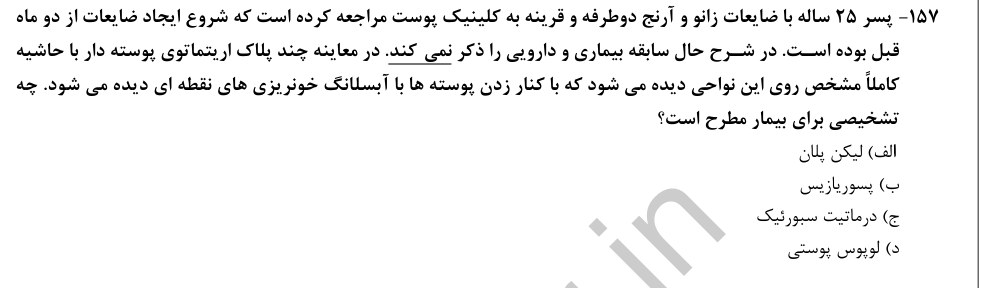 ۱۵۷- پسر ۲۵ ساله با ضایعات زانو و آرنج دوطرفه و قرینه به کلینیک پوست مراجعه کرده است که شروع ایجاد ضایعات از دو ماه
قبل بوده اســت. در شــرح حال سابقه بیماری و دارویی را ذکر نمی کند. در معاینه چند پلاک اریتماتوی پوسته دار با حاشیه
کاملاً مشخص روی این نواحی دیده می شود که با کنار زدن پوسته ها با آبسلانگ خونریزی های نقطه ای دیده می شود. چه
تشخیصی برای بیمار مطرح است؟
الف) لیکن پلان
ب) پسوریازیس
ج) درماتیت سبورئیک
د) لوپوس پوستی
in